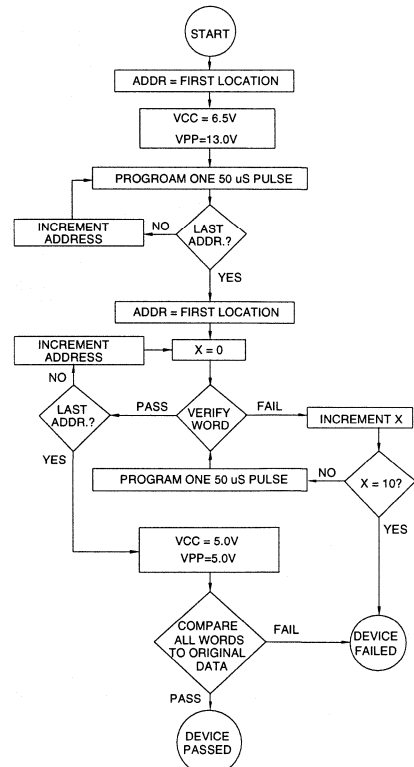 START
ADDR = FIRST LOCATION
VCC = 6.5V
VPP=13.0V
PROGROAM ONE 50 uS PULSE
INCREMENT
ADDRESS
NO
LAST
ADDR.?
YES
ADDR = FIRST LOCATION
INCREMENT
ADDRESS
X = 0
NO
LAST
ADDR.?
PASS
VERIFY
WORD
FAIL
INCREMENT X
YES
PROGRAM ONE 50 uS PULSE
NO
X = 10?
YES
VCC = 5.0V
VPP=5.0V
COMPARE
ALL WORDS
TO ORIGINAL
DATA
FAIL
DEVICE
FAILED
PASS
DEVICE
PASSED